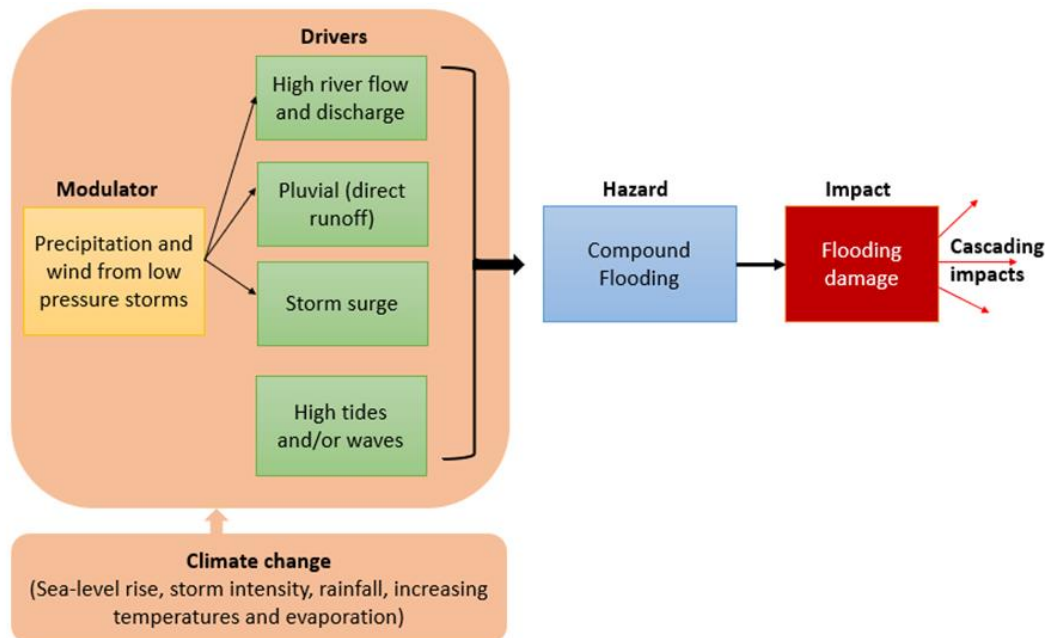 Drivers
High river flow
and discharge
Pluvial (direct
runoff)
Storm surge
High tides
and/or waves
Modulator
Precipitation and
wind from low
pressure storms
Hazard
Compound
Flooding
Impact
Flooding
damage
Cascading
impacts
Climate change
(Sea-level rise, storm intensity, rainfall, increasing
temperatures and evaporation)